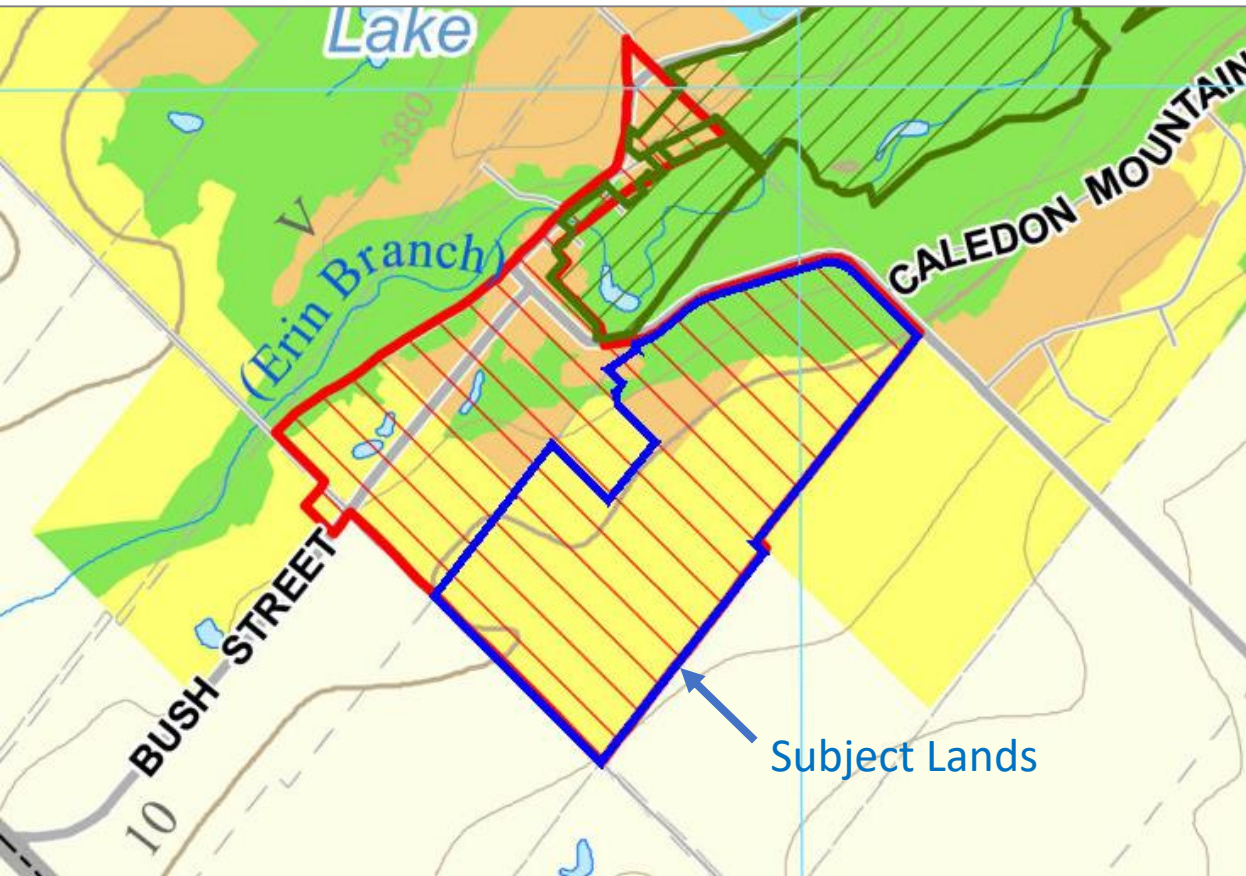 Lake
380
V
(Erin Branch)
CALEDON MOUNTAIN
BUSH STREET
10
Subject Lands